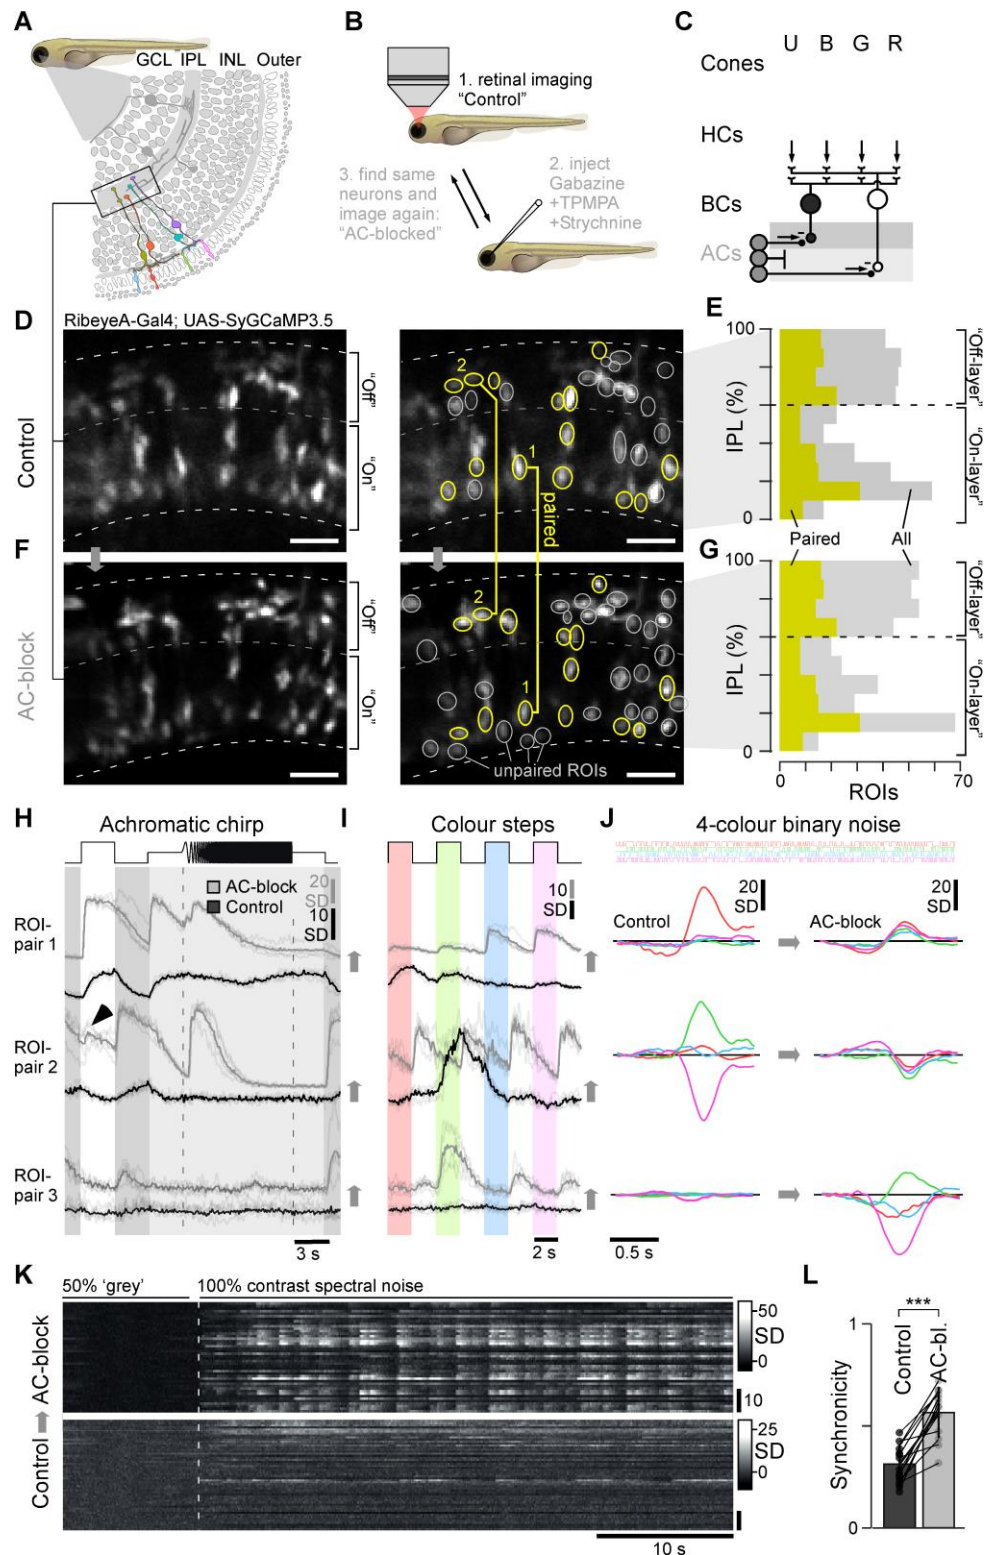 A
GCL IPL INL Outer
B
1. retinal imaging
“Control”
3. find same
neurons and
image again:
“AC-blocked”
2. inject
Gabazine
+TPMPA
+Strychnine
C
U B G R
Cones
HCs
BCs
ACs
D
RibeyeA-Gal4; UAS-SyGCaMP3.5
Control
“Off”
“On”
2
1
paired
E
100
IPL (%)
0
“Off-layer”
“On-layer”
Paired
All
F
AC-block
“Off”
“On”
2
1
unpaired ROIs
G
100
IPL (%)
0
“Off-layer”
“On-layer”
0
70
ROIs
H
Achromatic chirp
AC-block
Control
20
SD
10
SD
ROI-
pair 1
ROI-
pair 2
ROI-
pair 3
3 s
I
Colour steps
10
SD
2 s
J
4-colour binary noise
Control
20
SD
AC-block
20
SD
0.5 s
K
50% ‘grey’
100% contrast spectral noise
Control
AC-block
50
SD
0
10
25
SD
0
10 s
L
***
1
Synchronicity
0
Control
AC-bl.